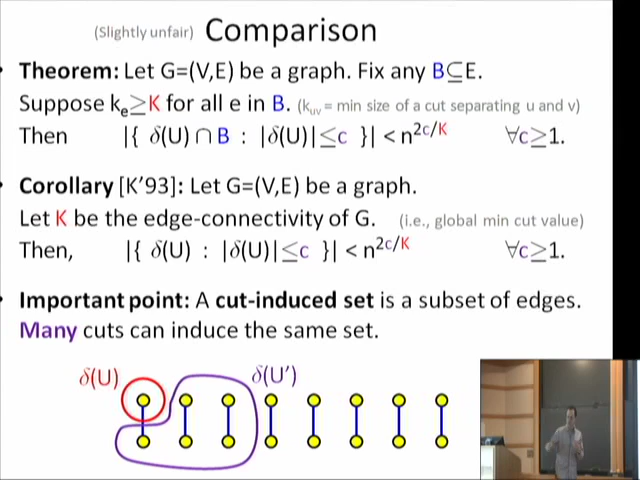 (Slightly unfair) Comparison
• Theorem: Let G=(V,E) be a graph. Fix any B⊆E.
Suppose kₑ≥K for all e in B. (kᵤᵥ = min size of a cut separating u and v)
Then |{ δ(U) ∩ B : |δ(U)|≤c }| < n^{2c/K} ∀c≥1.
• Corollary [K'93]: Let G=(V,E) be a graph.
Let K be the edge-connectivity of G. (i.e., global min cut value)
Then, |{ δ(U) : |δ(U)|≤c }| < n^{2c/K} ∀c≥1.
• Important point: A cut-induced set is a subset of edges.
Many cuts can induce the same set.
δ(U) δ(U')